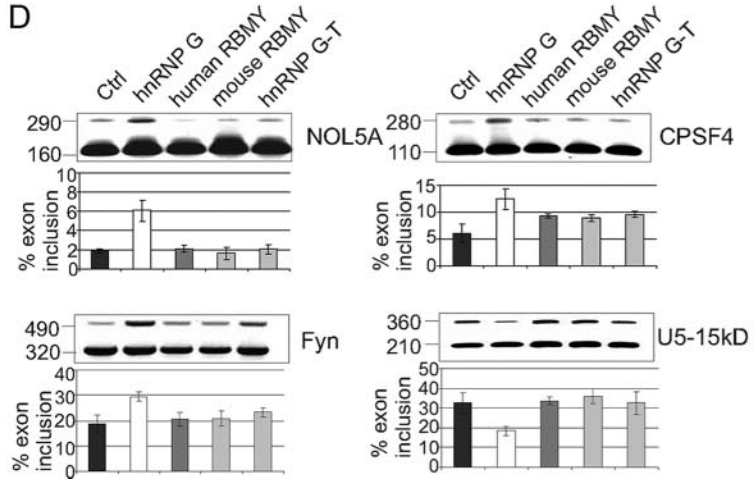 D
Ctrl
hnRNP G
human RBMY
mouse RBMY
hnRNP G-T
290
160
NOL5A
% exon
inclusion
10
8
6
4
2
0
Ctrl
hnRNP G
human RBMY
mouse RBMY
hnRNP G-T
280
110
CPSF4
% exon
inclusion
15
10
5
0
490
320
Fyn
% exon
inclusion
40
30
20
10
0
360
210
U5-15kD
% exon
inclusion
50
40
30
20
10
0